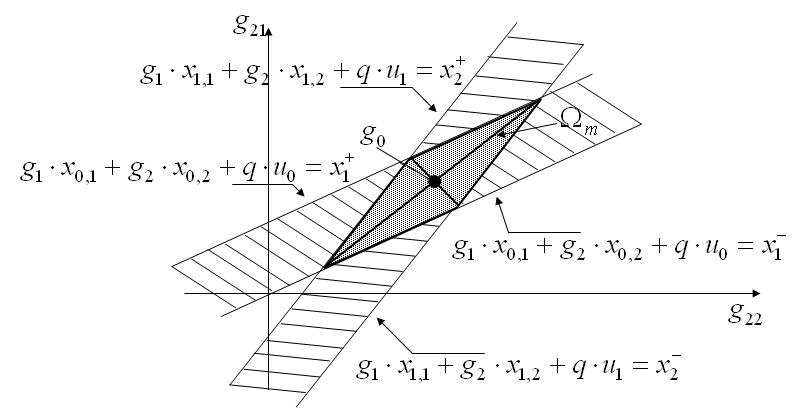 g₂₁
g₁ · x₁,₁ + g₂ · x₁,₂ + q · u₁ = x₂⁺
Ωₘ
g₀
g₁ · x₀,₁ + g₂ · x₀,₂ + q · u₀ = x₁⁺
g₁ · x₀,₁ + g₂ · x₀,₂ + q · u₀ = x₁⁻
g₂₂
g₁ · x₁,₁ + g₂ · x₁,₂ + q · u₁ = x₂⁻